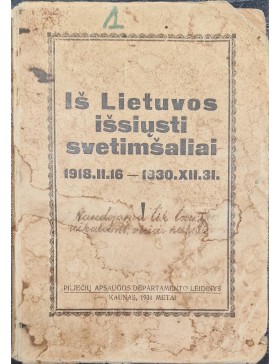 1
Iš Lietuvos
išsiųsti
svetimšaliai
1918.II.16 — 1930.XII.31.
I
PILIEČIŲ APSAUGOS DEPARTAMENTO LEIDINYS
KAUNAS, 1931 METAI